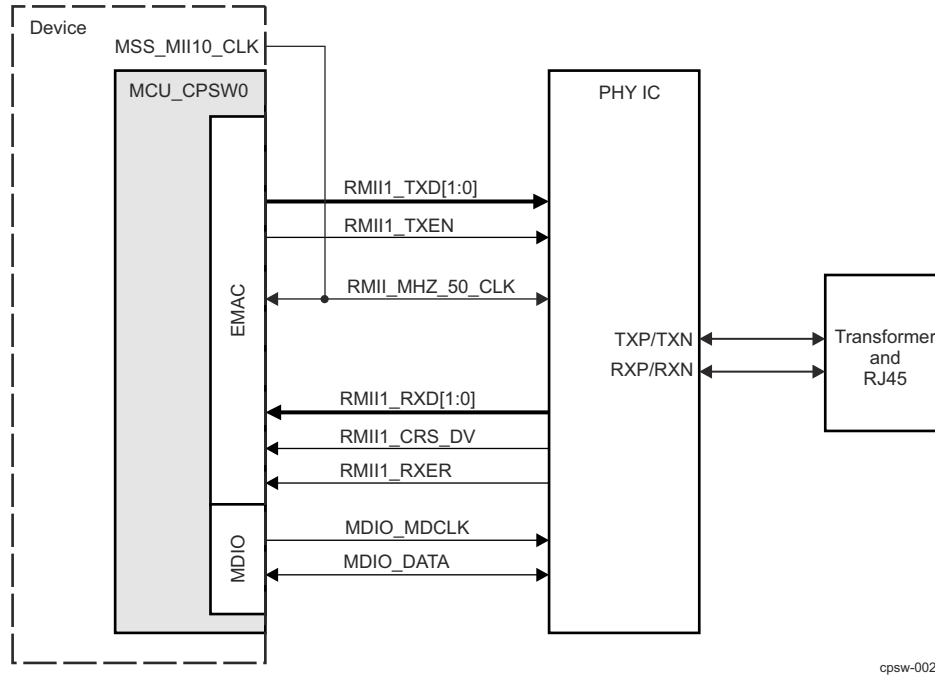 Device
MSS_MII10_CLK
MCU_CPSW0
PHY IC
RMII1_TXD[1:0]
RMII1_TXEN
RMII_MHZ_50_CLK
EMAC
TXP/TXN
RXP/RXN
Transformer
and
RJ45
RMII1_RXD[1:0]
RMII1_CRS_DV
RMII1_RXER
MDIO_MDCLK
MDIO
MDIO_DATA
cpsw-002